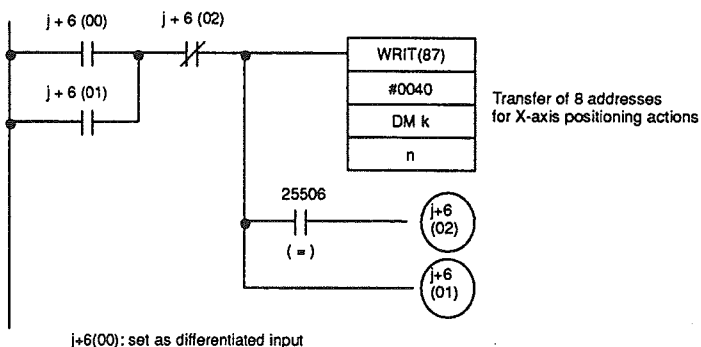 j + 6 (00)
j + 6 (02)
WRIT(87)
#0040
DM k
n
j + 6 (01)
Transfer of 8 addresses
for X-axis positioning actions
25506
( = )
j+6
(02)
j+6
(01)
j+6(00): set as differentiated input